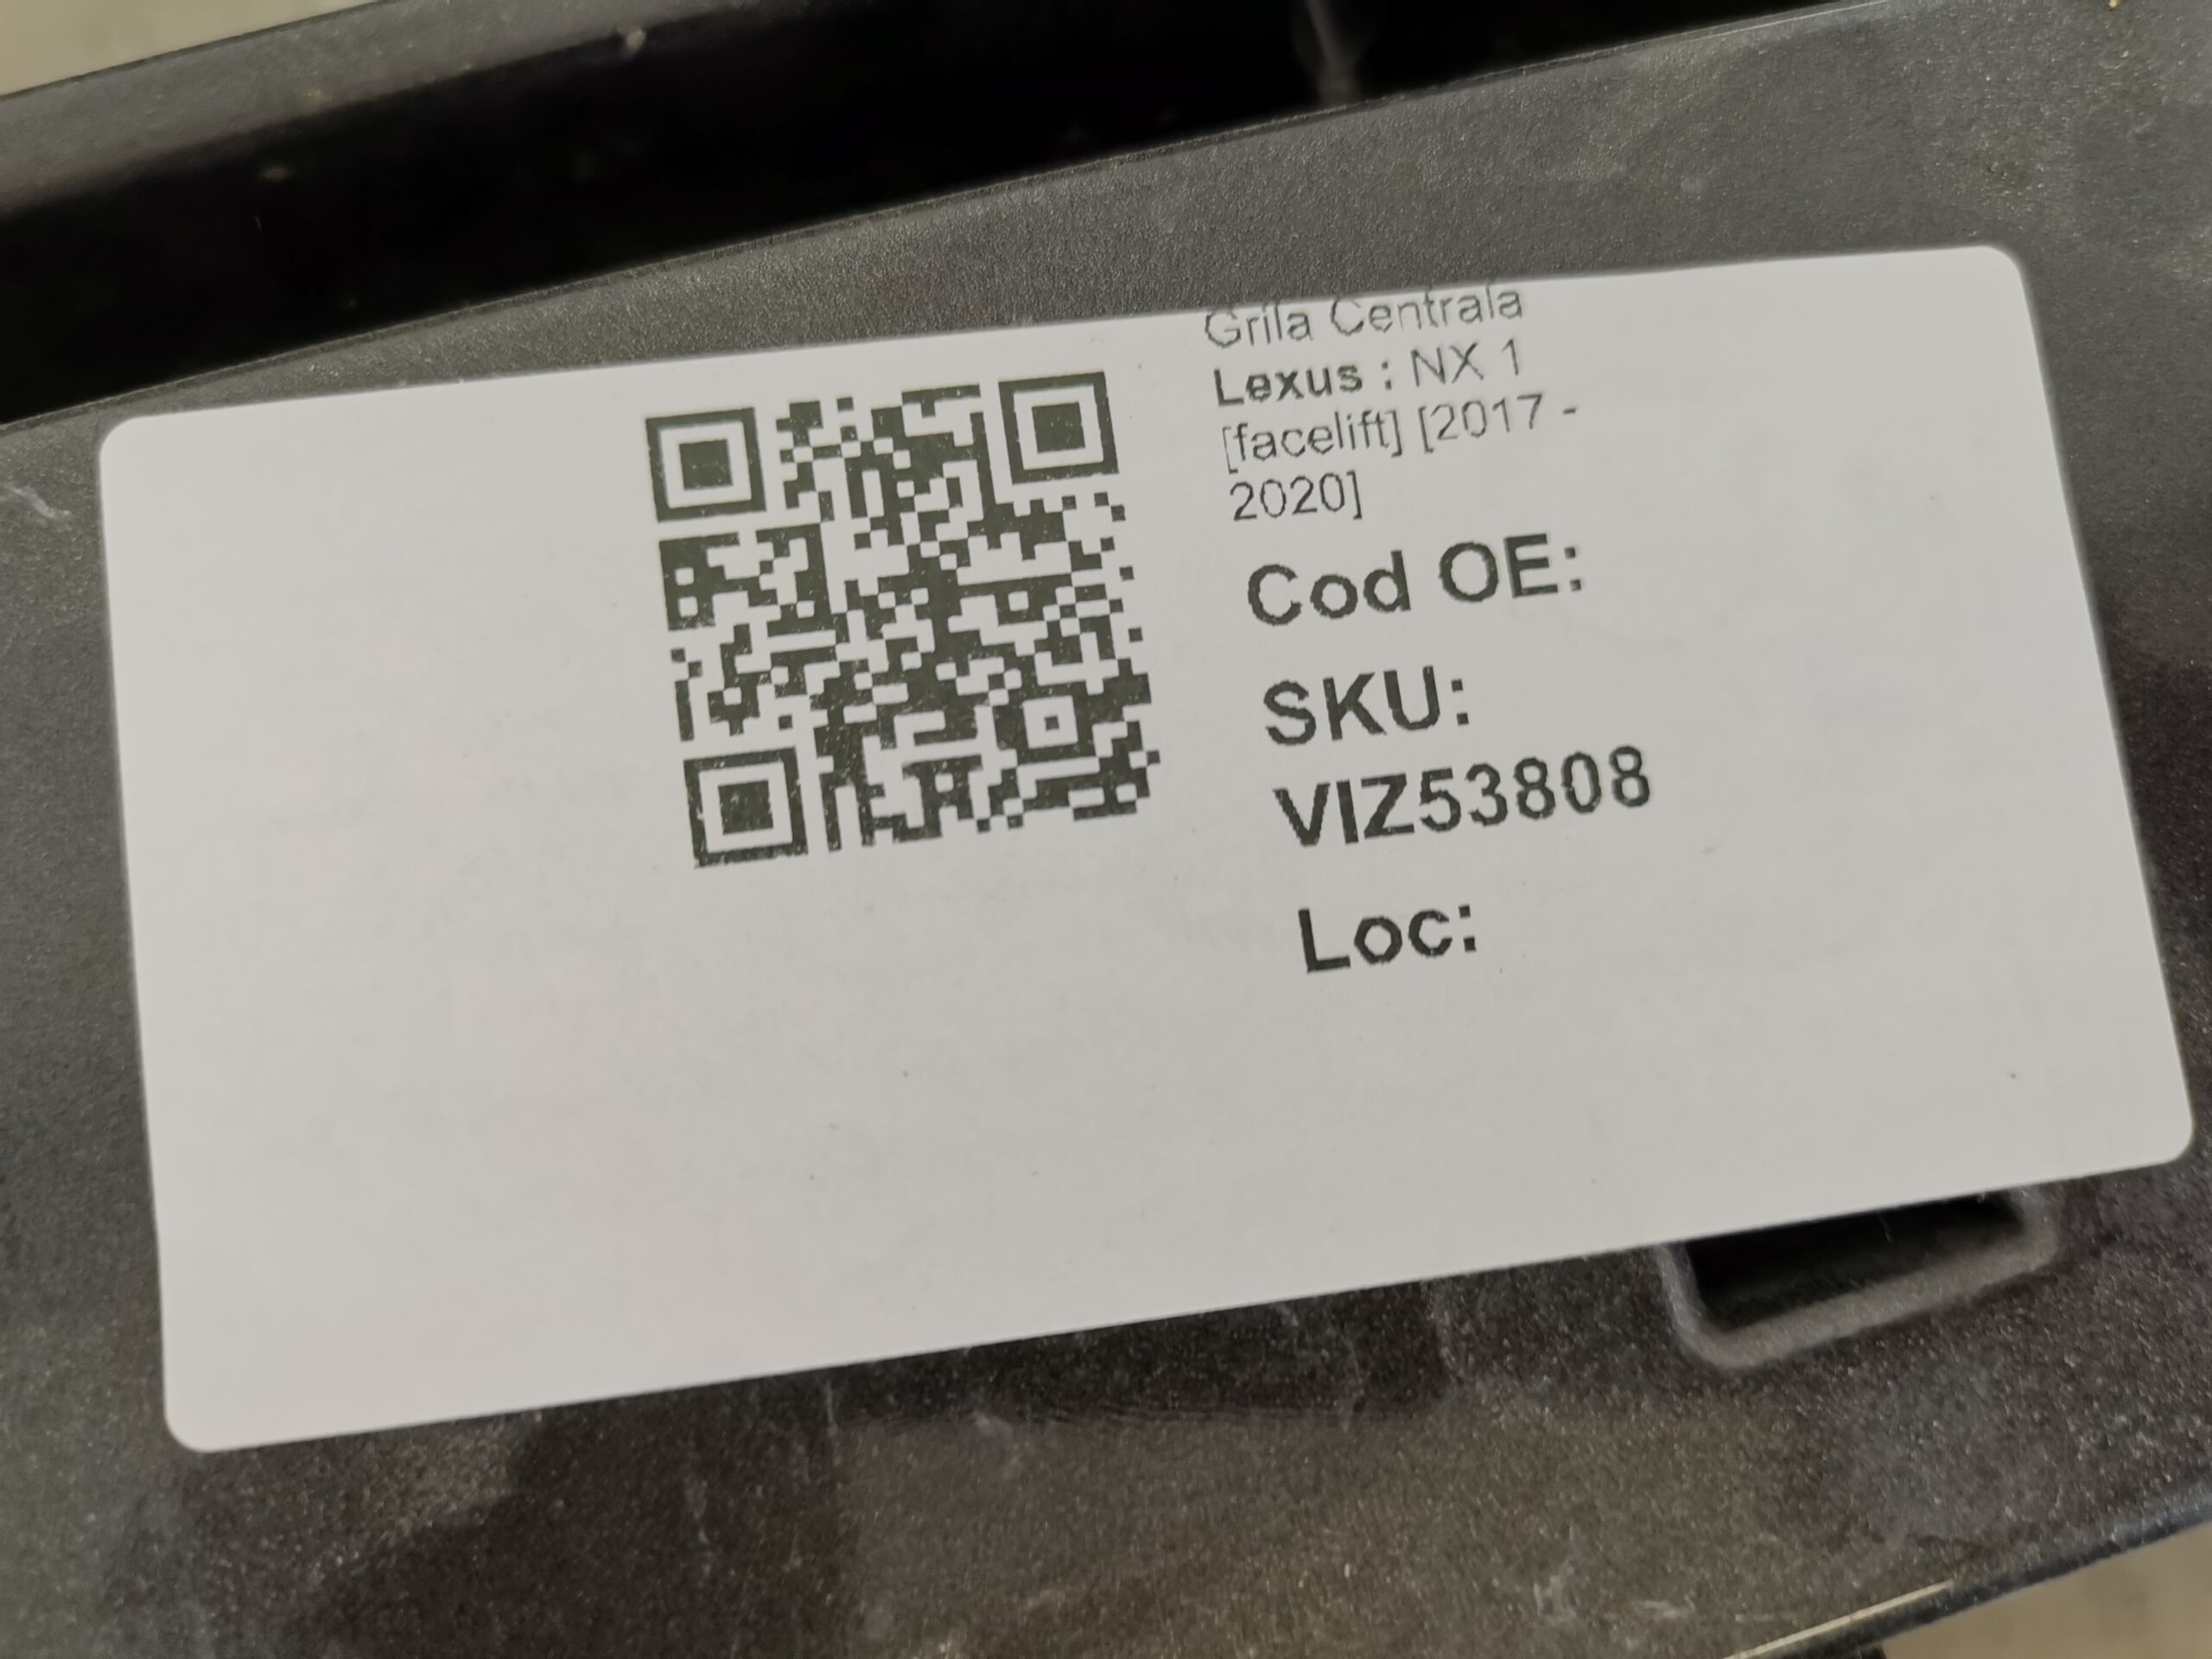 Grila Centrala
Lexus : NX 1
[facelift] [2017 -
2020]
Cod OE:
SKU:
VIZ53808
Loc: